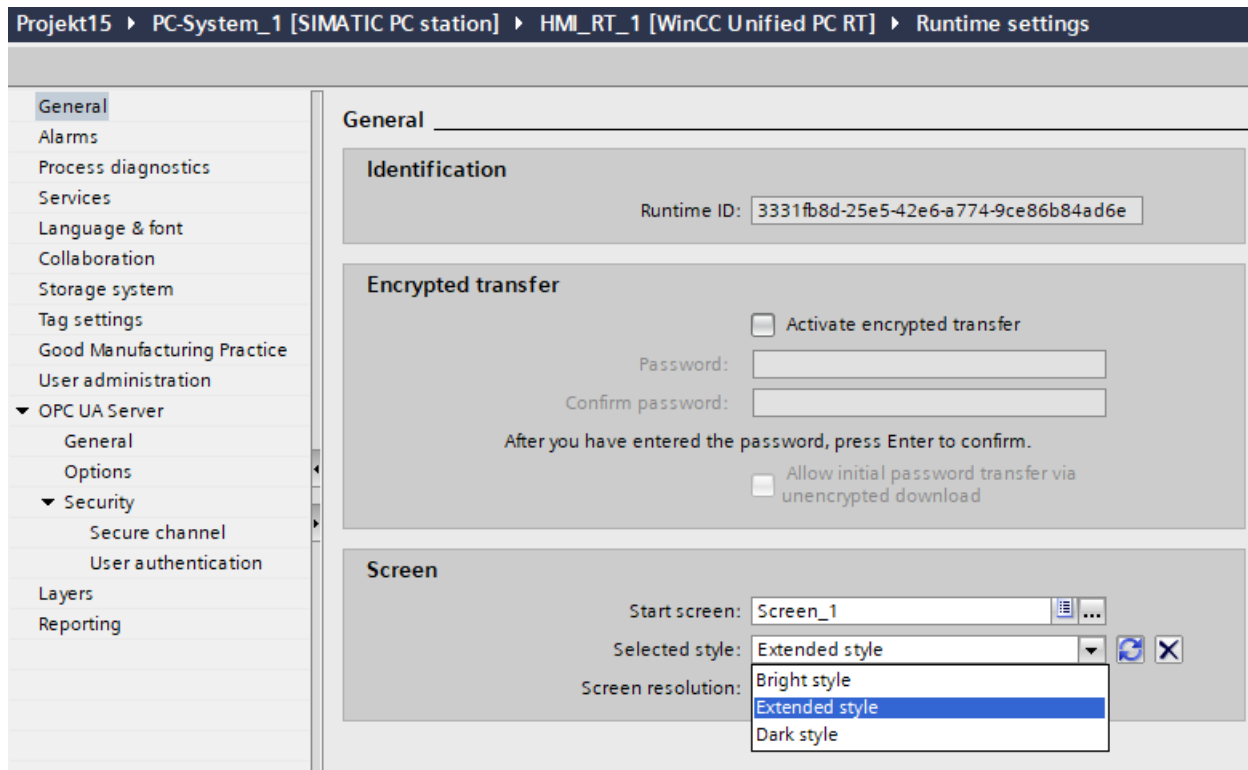 Projekt15 ▸ PC-System_1 [SIMATIC PC station] ▸ HMI_RT_1 [WinCC Unified PC RT] ▸ Runtime settings
General
Alarms
Process diagnostics
Services
Language & font
Collaboration
Storage system
Tag settings
Good Manufacturing Practice
User administration
OPC UA Server
General
Options
Security
Secure channel
User authentication
Layers
Reporting
General
Identification
Runtime ID: 3331fb8d-25e5-42e6-a774-9ce86b84ad6e
Encrypted transfer
Activate encrypted transfer
Password:
Confirm password:
After you have entered the password, press Enter to confirm.
Allow initial password transfer via
unencrypted download
Screen
Start screen: Screen_1 ...
Selected style: Extended style
Screen resolution:
Bright style
Extended style
Dark style